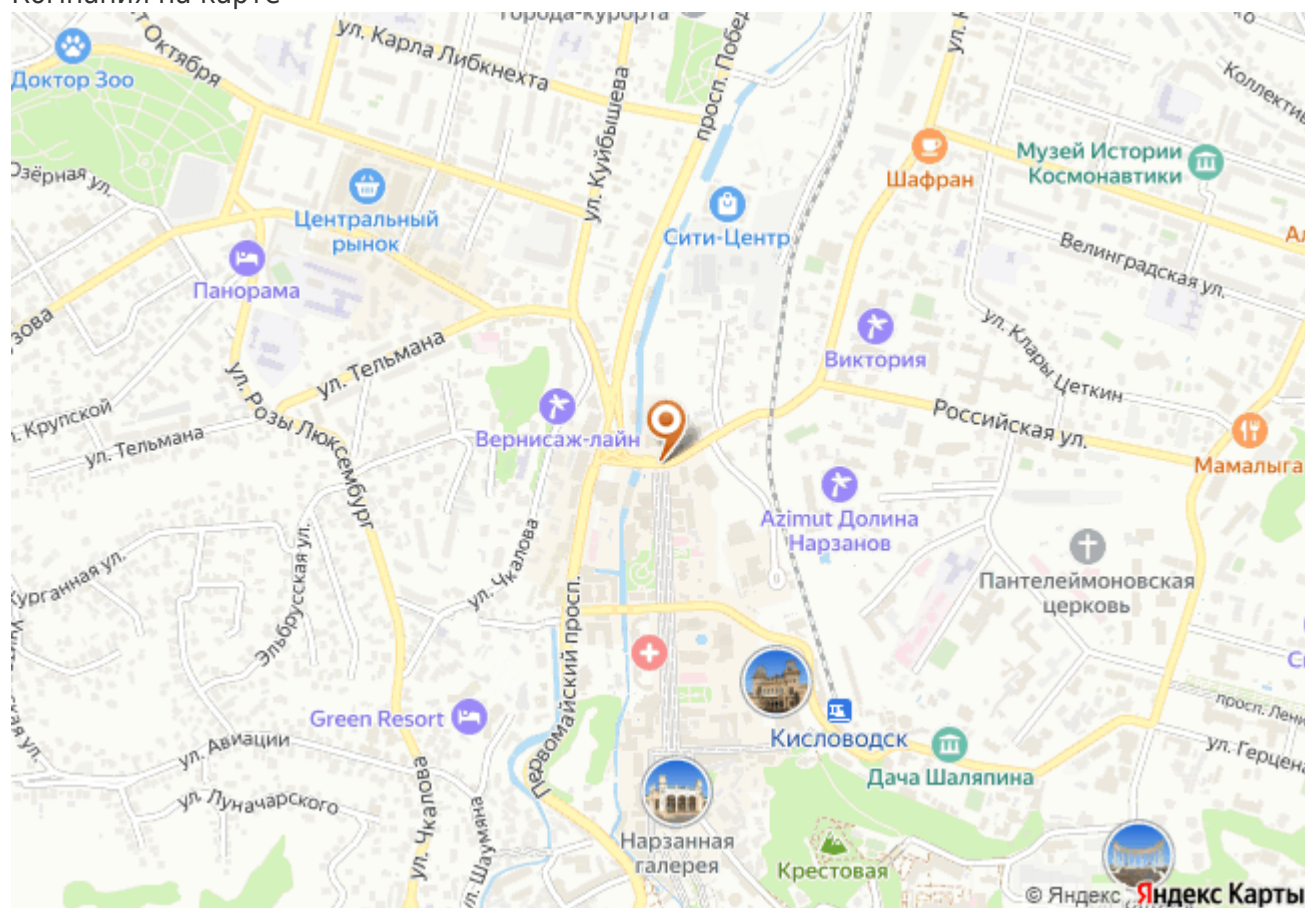 Компания на карте
города-курорта
ул. Карла Либкнехта
Октября
Доктор Зоо
ул. Куйбышева
просп. Побед
ул.
Коллектив
Музей Истории
Космонавтики
Шафран
Озёрная ул.
Центральный
рынок
Сити-Центр
Велинградская ул.
Панорама
ул. Тельмана
Виктория
ул. Клары Цеткин
ул. Розы Люксембург
Крупской
ул. Тельмана
Вернисаж-лайн
Российская ул.
Мамалыга
Azimut Долина
Нарзанов
Пантелеймоновская
церковь
Курганная ул.
Эльбрусская ул.
ул. Чкалова
Первомайский просп.
Green Resort
Кисловодск
Дача Шаляпина
просп. Лени
ул. Герцена
ул. Авиации
ул. Луначарского
ул. Чкалова
ул. Шаумяна
Нарзанная
галерея
Крестовая
© Яндекс
Яндекс Карты